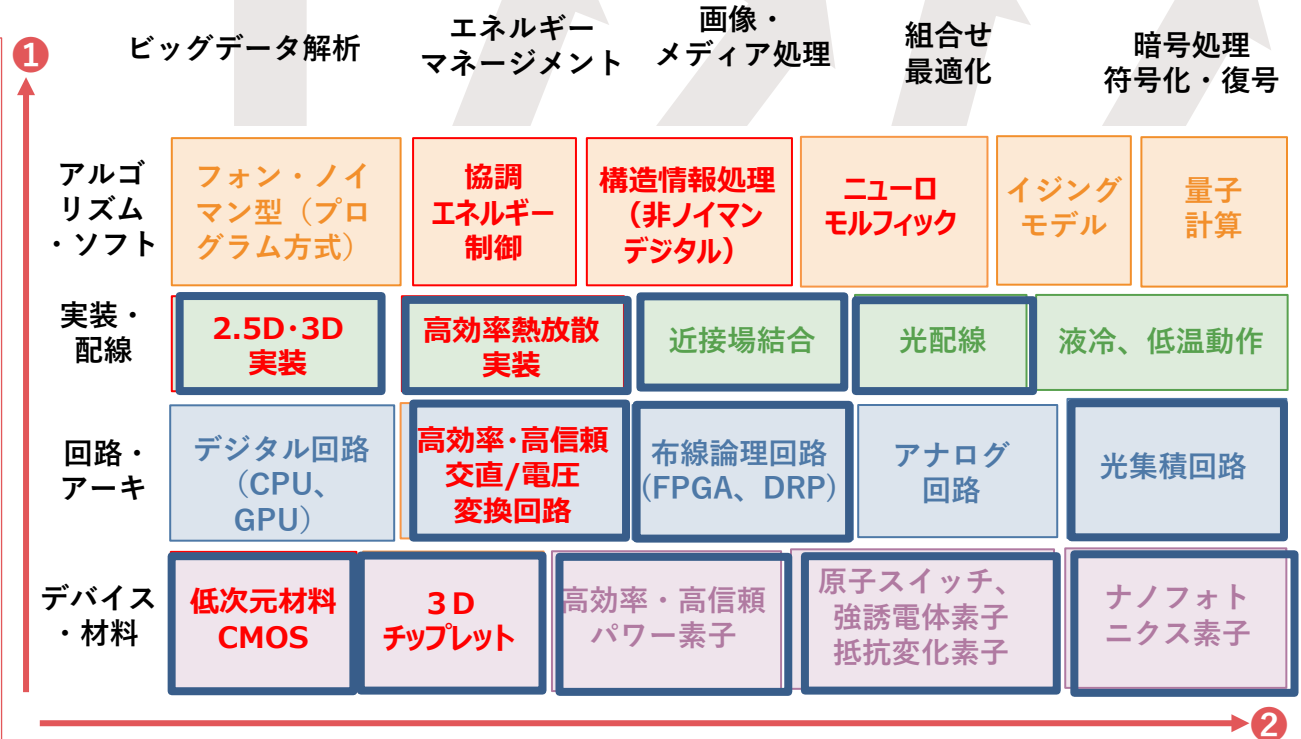 ❶
ビッグデータ解析
エネルギー
マネージメント
画像・
メディア処理
組合せ
最適化
暗号処理
符号化・復号
アルゴ
リズム
・ソフト
フォン・ノイ
マン型（プロ
グラム方式）
協調
エネルギー
制御
構造情報処理
（非ノイマン
デジタル）
ニューロ
モルフィック
イジング
モデル
量子
計算
実装・
配線
2.5D･3D
実装
高効率熱放散
実装
近接場結合
光配線
液冷、低温動作
回路・
アーキ
デジタル回路
（CPU、
GPU）
高効率･高信頼
交直/電圧
変換回路
布線論理回路
(FPGA、DRP)
アナログ
回路
光集積回路
デバイス
・材料
低次元材料
CMOS
３Ｄ
チップレット
高効率・高信頼
パワー素子
原子スイッチ、
強誘電体素子
抵抗変化素子
ナノフォト
ニクス素子
❷